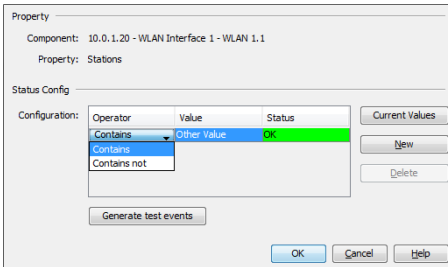 Property
Component: 10.0.1.20 - WLAN Interface 1 - WLAN 1.1
Property: Stations
Status Config
Configuration:
Operator Value Status
Contains Other Value OK
Contains
Contains not
Current Values
New
Delete
Generate test events
OK Cancel Help